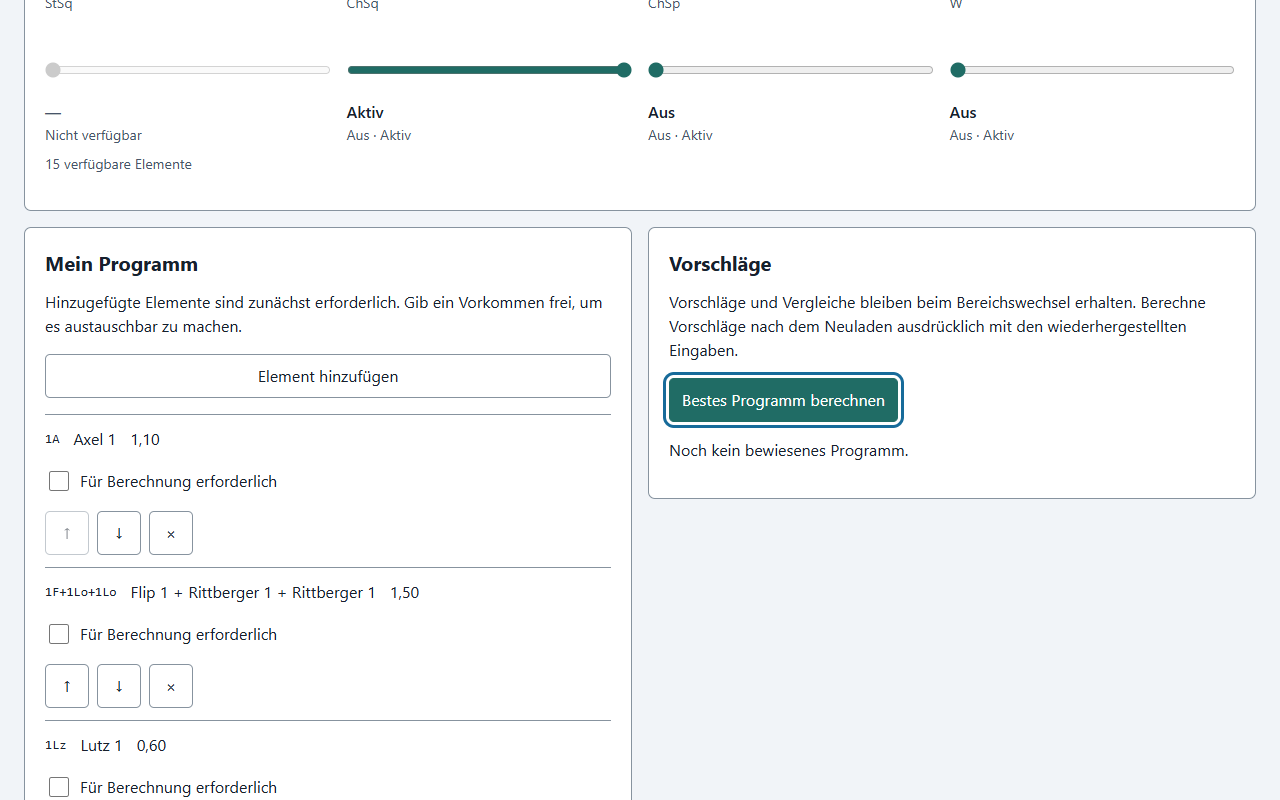 StSq
ChSq
ChSp
W
—
Aktiv
Aus
Aus
Nicht verfügbar
Aus · Aktiv
Aus · Aktiv
Aus · Aktiv
15 verfügbare Elemente
Mein Programm
Hinzugefügte Elemente sind zunächst erforderlich. Gib ein Vorkommen frei, um
es austauschbar zu machen.
Element hinzufügen
1A Axel 1 1,10
Für Berechnung erforderlich
↑ ↓ ×
1F+1Lo+1Lo Flip 1 + Rittberger 1 + Rittberger 1 1,50
Für Berechnung erforderlich
↑ ↓ ×
1Lz Lutz 1 0,60
Für Berechnung erforderlich
Vorschläge
Vorschläge und Vergleiche bleiben beim Bereichswechsel erhalten. Berechne
Vorschläge nach dem Neuladen ausdrücklich mit den wiederhergestellten
Eingaben.
Bestes Programm berechnen
Noch kein bewiesenes Programm.